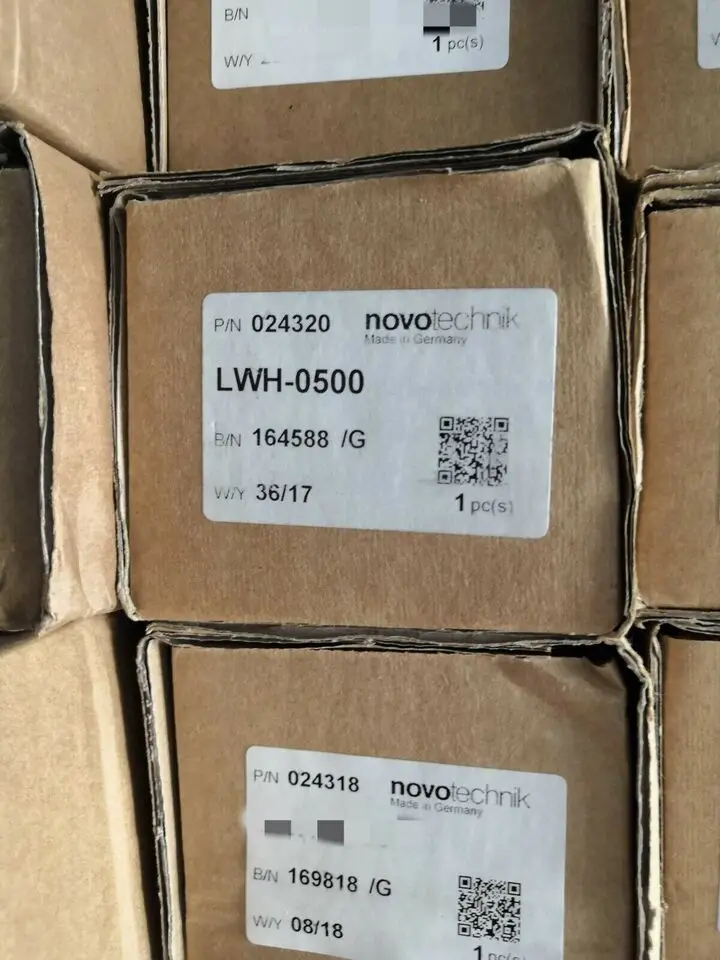 B/N
1 pc(s)
W/Y
P/N 024320 novotechnik
Made in Germany
LWH-0500
B/N 164588 /G
W/Y 36/17
1 pc(s)
P/N 024318 novotechnik
Made in Germany
B/N 169818 /G
W/Y 08/18
1 pc(s)